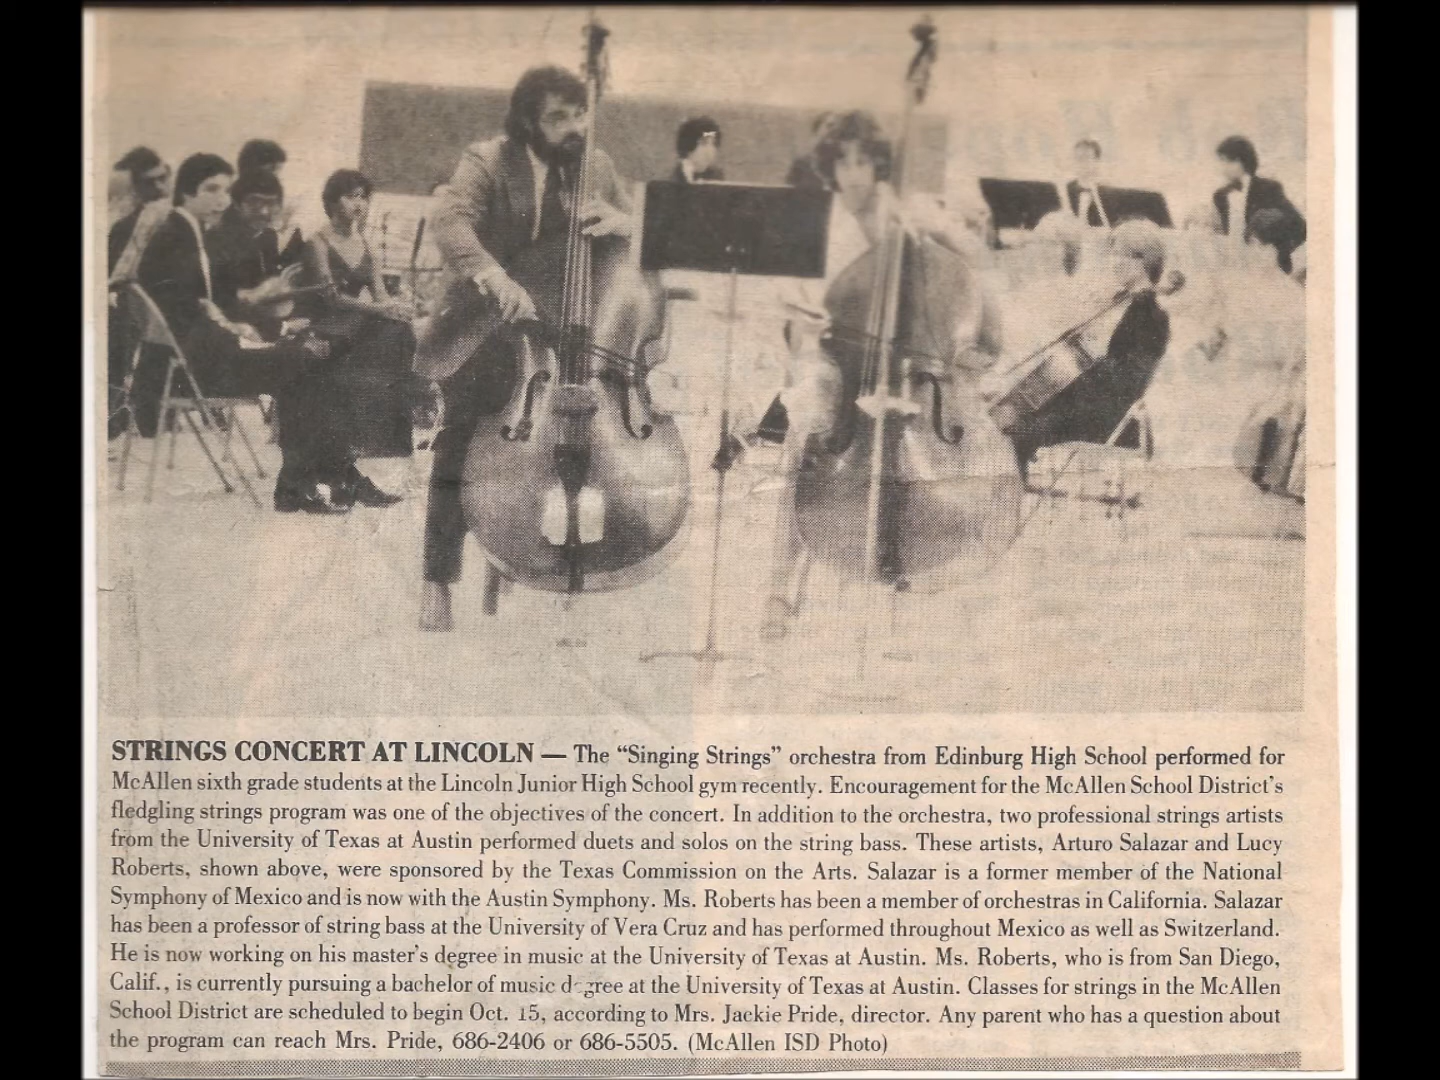 STRINGS CONCERT AT LINCOLN — The “Singing Strings” orchestra from Edinburg High School performed for
McAllen sixth grade students at the Lincoln Junior High School gym recently. Encouragement for the McAllen School District’s
fledgling strings program was one of the objectives of the concert. In addition to the orchestra, two professional strings artists
from the University of Texas at Austin performed duets and solos on the string bass. These artists, Arturo Salazar and Lucy
Roberts, shown above, were sponsored by the Texas Commission on the Arts. Salazar is a former member of the National
Symphony of Mexico and is now with the Austin Symphony. Ms. Roberts has been a member of orchestras in California. Salazar
has been a professor of string bass at the University of Vera Cruz and has performed throughout Mexico as well as Switzerland.
He is now working on his master’s degree in music at the University of Texas at Austin. Ms. Roberts, who is from San Diego,
Calif., is currently pursuing a bachelor of music degree at the University of Texas at Austin. Classes for strings in the McAllen
School District are scheduled to begin Oct. 15, according to Mrs. Jackie Pride, director. Any parent who has a question about
the program can reach Mrs. Pride, 686-2406 or 686-5505. (McAllen ISD Photo)